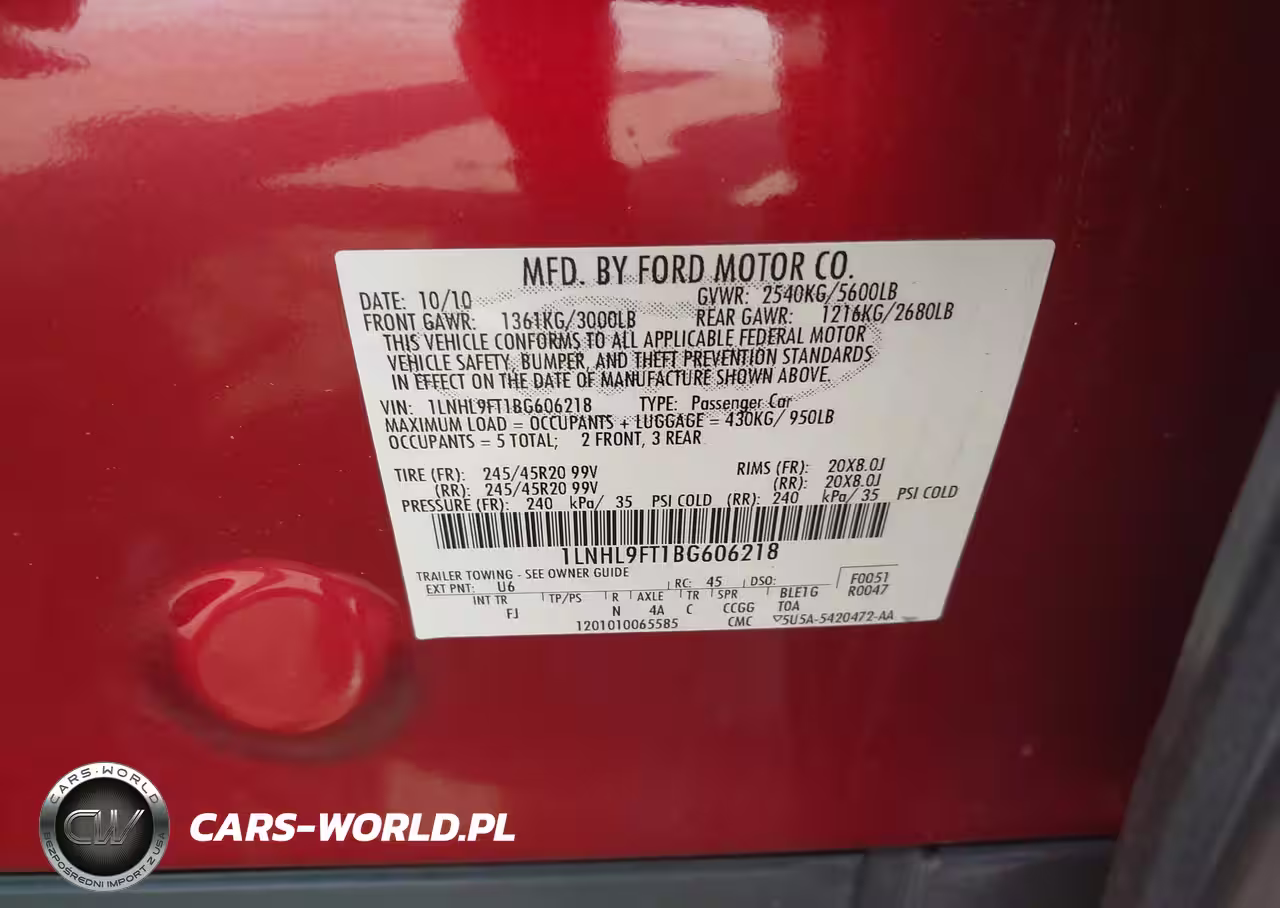 MFD. BY FORD MOTOR CO.
DATE: 10/10 GVWR: 2540KG/5600LB
FRONT GAWR: 1361KG/3000LB REAR GAWR: 1216KG/2680LB
THIS VEHICLE CONFORMS TO ALL APPLICABLE FEDERAL MOTOR
VEHICLE SAFETY, BUMPER, AND THEFT PREVENTION STANDARDS
IN EFFECT ON THE DATE OF MANUFACTURE SHOWN ABOVE.
VIN: 1LNHL9FT1BG606218 TYPE: Passenger Car
MAXIMUM LOAD = OCCUPANTS + LUGGAGE = 430KG/ 950LB
OCCUPANTS = 5 TOTAL; 2 FRONT, 3 REAR
TIRE (FR): 245/45R20 99V RIMS (FR): 20X8.0J
(RR): 245/45R20 99V (RR): 20X8.0J
PRESSURE (FR): 240 kPa/ 35 PSI COLD (RR): 240 kPa/ 35 PSI COLD
1LNHL9FT1BG606218
TRAILER TOWING - SEE OWNER GUIDE
EXT PNT: U6 RC: 45 DSO: F0051
R0047
INT TR TP/PS R AXLE TR SPR BLE1G
FJ N 4A C CCGG TOA
1201010065585 CMC ▽5U5A-5420472-AA
CARS-WORLD
CW
BEZPOŚREDNI IMPORT Z USA
CARS-WORLD.PL